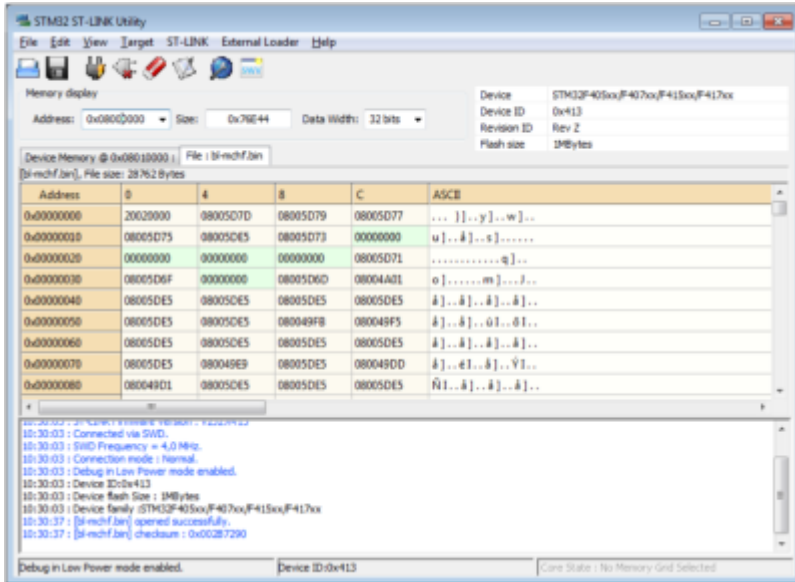 STM32 ST-LINK Utility
File Edit View Target ST-LINK External Loader Help
Memory display
Address: 0x08000000 Size: 0x76E44 Data Width: 32 bits
Device STM32F405xx/F407xx/F415xx/F417xx
Device ID 0x413
Revision ID Rev Z
Flash size 1MBytes
Device Memory @ 0x08010000 : File : bl-mchf.bin
[bl-mchf.bin], File size: 28762 Bytes
Address 0 4 8 C ASCII
0x00000000 20020000 08005D7D 08005D79 08005D77 ... }]..y]..w]..
0x00000010 08005D75 08005DE5 08005D73 00000000 u]..å]..s]......
0x00000020 00000000 00000000 00000000 08005D71 ............q]..
0x00000030 08005D6F 00000000 08005D6D 08004A01 o]......m]...J..
0x00000040 08005DE5 08005DE5 08005DE5 08005DE5 å]..å]..å]..å]..
0x00000050 08005DE5 08005DE5 080049FB 080049F5 å]..å]..ûI..õI..
0x00000060 08005DE5 08005DE5 08005DE5 08005DE5 å]..å]..å]..å]..
0x00000070 08005DE5 080049E9 08005DE5 080049DD å]..éI..å]..ÝI..
0x00000080 080049D1 08005DE5 08005DE5 08005DE5 ÑI..å]..å]..å]..
10:30:03 : Connected via SWD.
10:30:03 : SWD Frequency = 4,0 MHz.
10:30:03 : Connection mode : Normal.
10:30:03 : Debug in Low Power mode enabled.
10:30:03 : Device ID:0x413
10:30:03 : Device flash Size : 1MBytes
10:30:03 : Device family :STM32F405xx/F407xx/F415xx/F417xx
10:30:37 : [bl-mchf.bin] opened successfully.
10:30:37 : [bl-mchf.bin] checksum : 0x002B7290
Debug in Low Power mode enabled. Device ID:0x413 Core State : No Memory Grid Selected